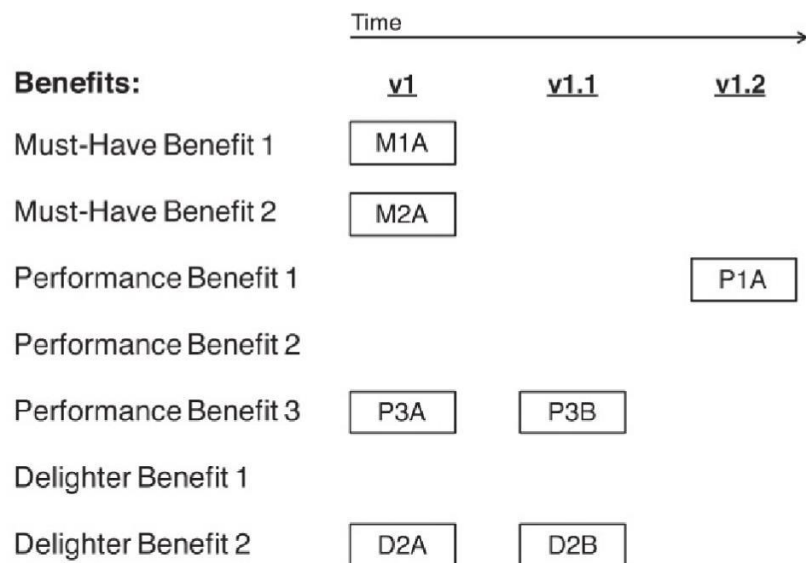 Time
Benefits: v1 v1.1 v1.2
Must-Have Benefit 1 M1A
Must-Have Benefit 2 M2A
Performance Benefit 1 P1A
Performance Benefit 2
Performance Benefit 3 P3A P3B
Delighter Benefit 1
Delighter Benefit 2 D2A D2B